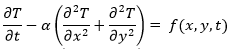 ∂T/∂t − α(∂²T/∂x² + ∂²T/∂y²) = f(x,y,t)